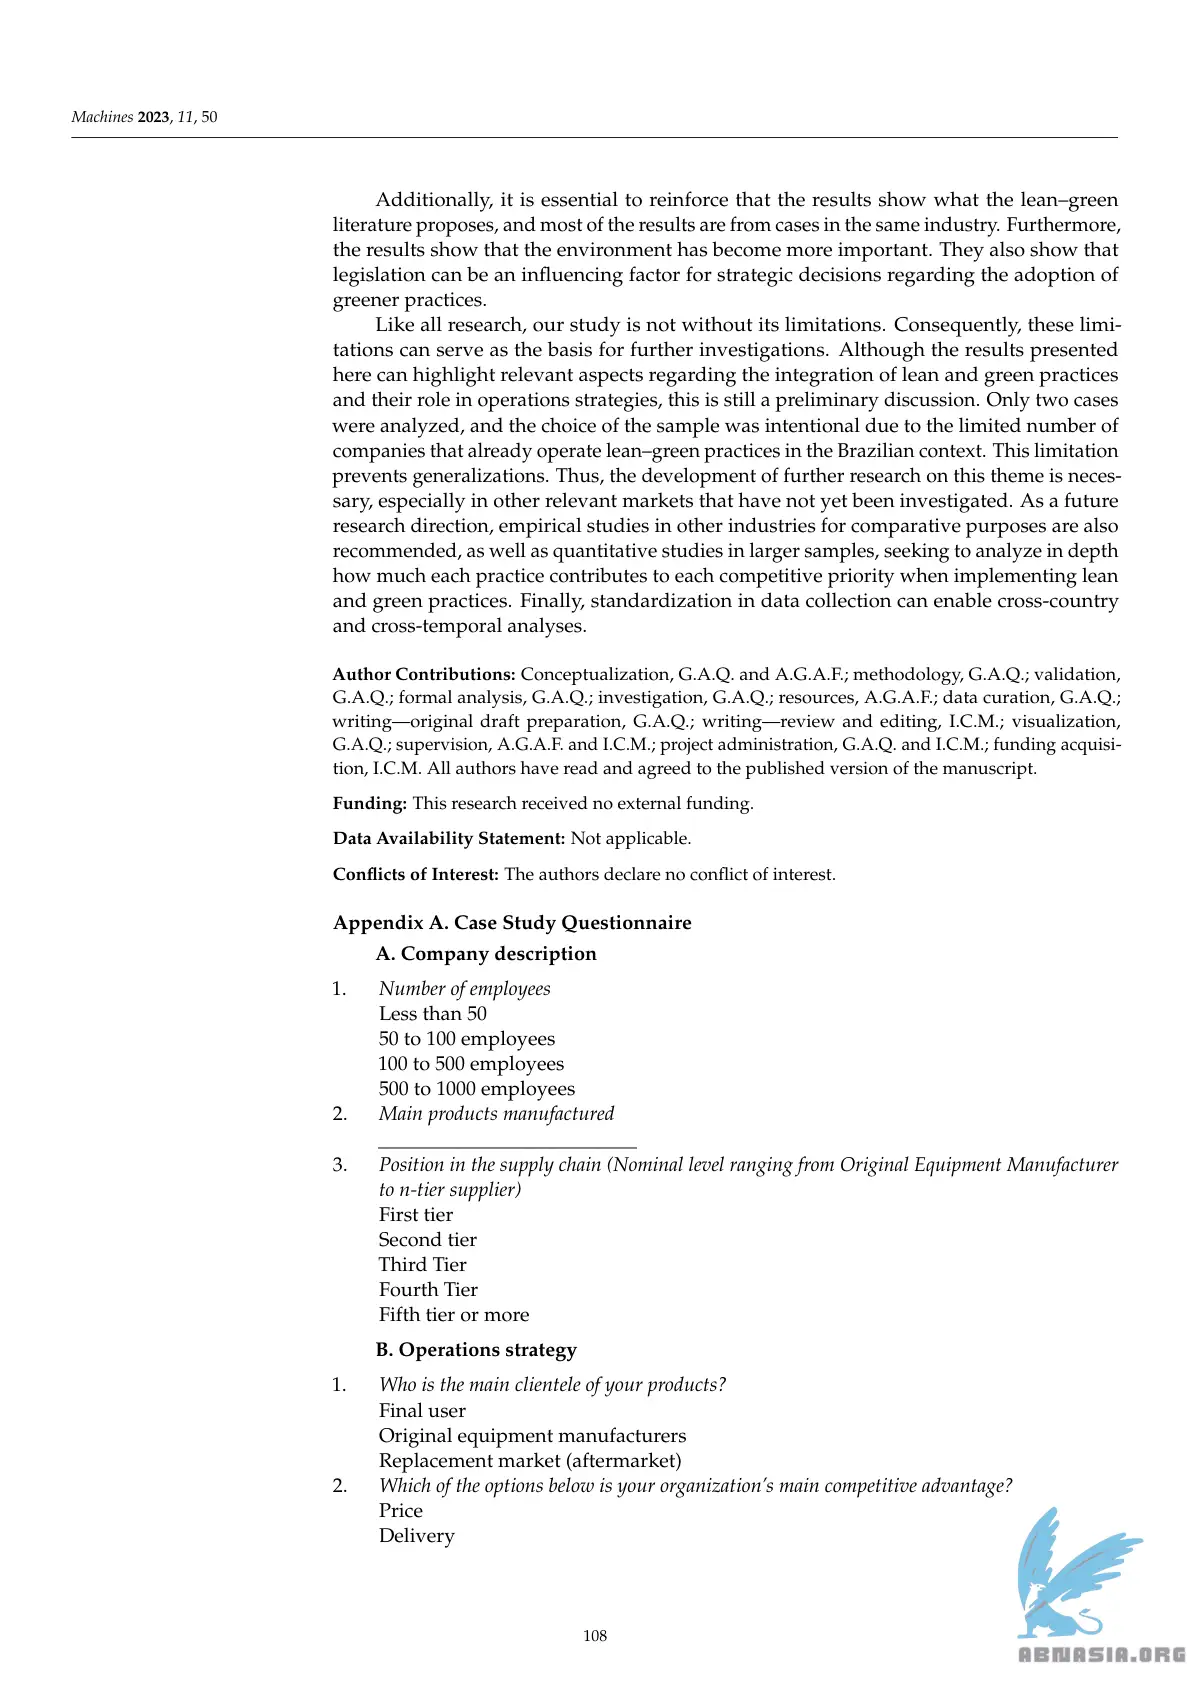 Machines 2023, 11, 50
Additionally, it is essential to reinforce that the results show what the lean–green
literature proposes, and most of the results are from cases in the same industry. Furthermore,
the results show that the environment has become more important. They also show that
legislation can be an influencing factor for strategic decisions regarding the adoption of
greener practices.
Like all research, our study is not without its limitations. Consequently, these limi-
tations can serve as the basis for further investigations. Although the results presented
here can highlight relevant aspects regarding the integration of lean and green practices
and their role in operations strategies, this is still a preliminary discussion. Only two cases
were analyzed, and the choice of the sample was intentional due to the limited number of
companies that already operate lean–green practices in the Brazilian context. This limitation
prevents generalizations. Thus, the development of further research on this theme is neces-
sary, especially in other relevant markets that have not yet been investigated. As a future
research direction, empirical studies in other industries for comparative purposes are also
recommended, as well as quantitative studies in larger samples, seeking to analyze in depth
how much each practice contributes to each competitive priority when implementing lean
and green practices. Finally, standardization in data collection can enable cross-country
and cross-temporal analyses.
Author Contributions: Conceptualization, G.A.Q. and A.G.A.F.; methodology, G.A.Q.; validation,
G.A.Q.; formal analysis, G.A.Q.; investigation, G.A.Q.; resources, A.G.A.F.; data curation, G.A.Q.;
writing—original draft preparation, G.A.Q.; writing—review and editing, I.C.M.; visualization,
G.A.Q.; supervision, A.G.A.F. and I.C.M.; project administration, G.A.Q. and I.C.M.; funding acquisi-
tion, I.C.M. All authors have read and agreed to the published version of the manuscript.
Funding: This research received no external funding.
Data Availability Statement: Not applicable.
Conflicts of Interest: The authors declare no conflict of interest.
Appendix A. Case Study Questionnaire
A. Company description
1. Number of employees
Less than 50
50 to 100 employees
100 to 500 employees
500 to 1000 employees
2. Main products manufactured
3. Position in the supply chain (Nominal level ranging from Original Equipment Manufacturer
to n-tier supplier)
First tier
Second tier
Third Tier
Fourth Tier
Fifth tier or more
B. Operations strategy
1. Who is the main clientele of your products?
Final user
Original equipment manufacturers
Replacement market (aftermarket)
2. Which of the options below is your organization's main competitive advantage?
Price
Delivery
108
ABNASIA.ORG